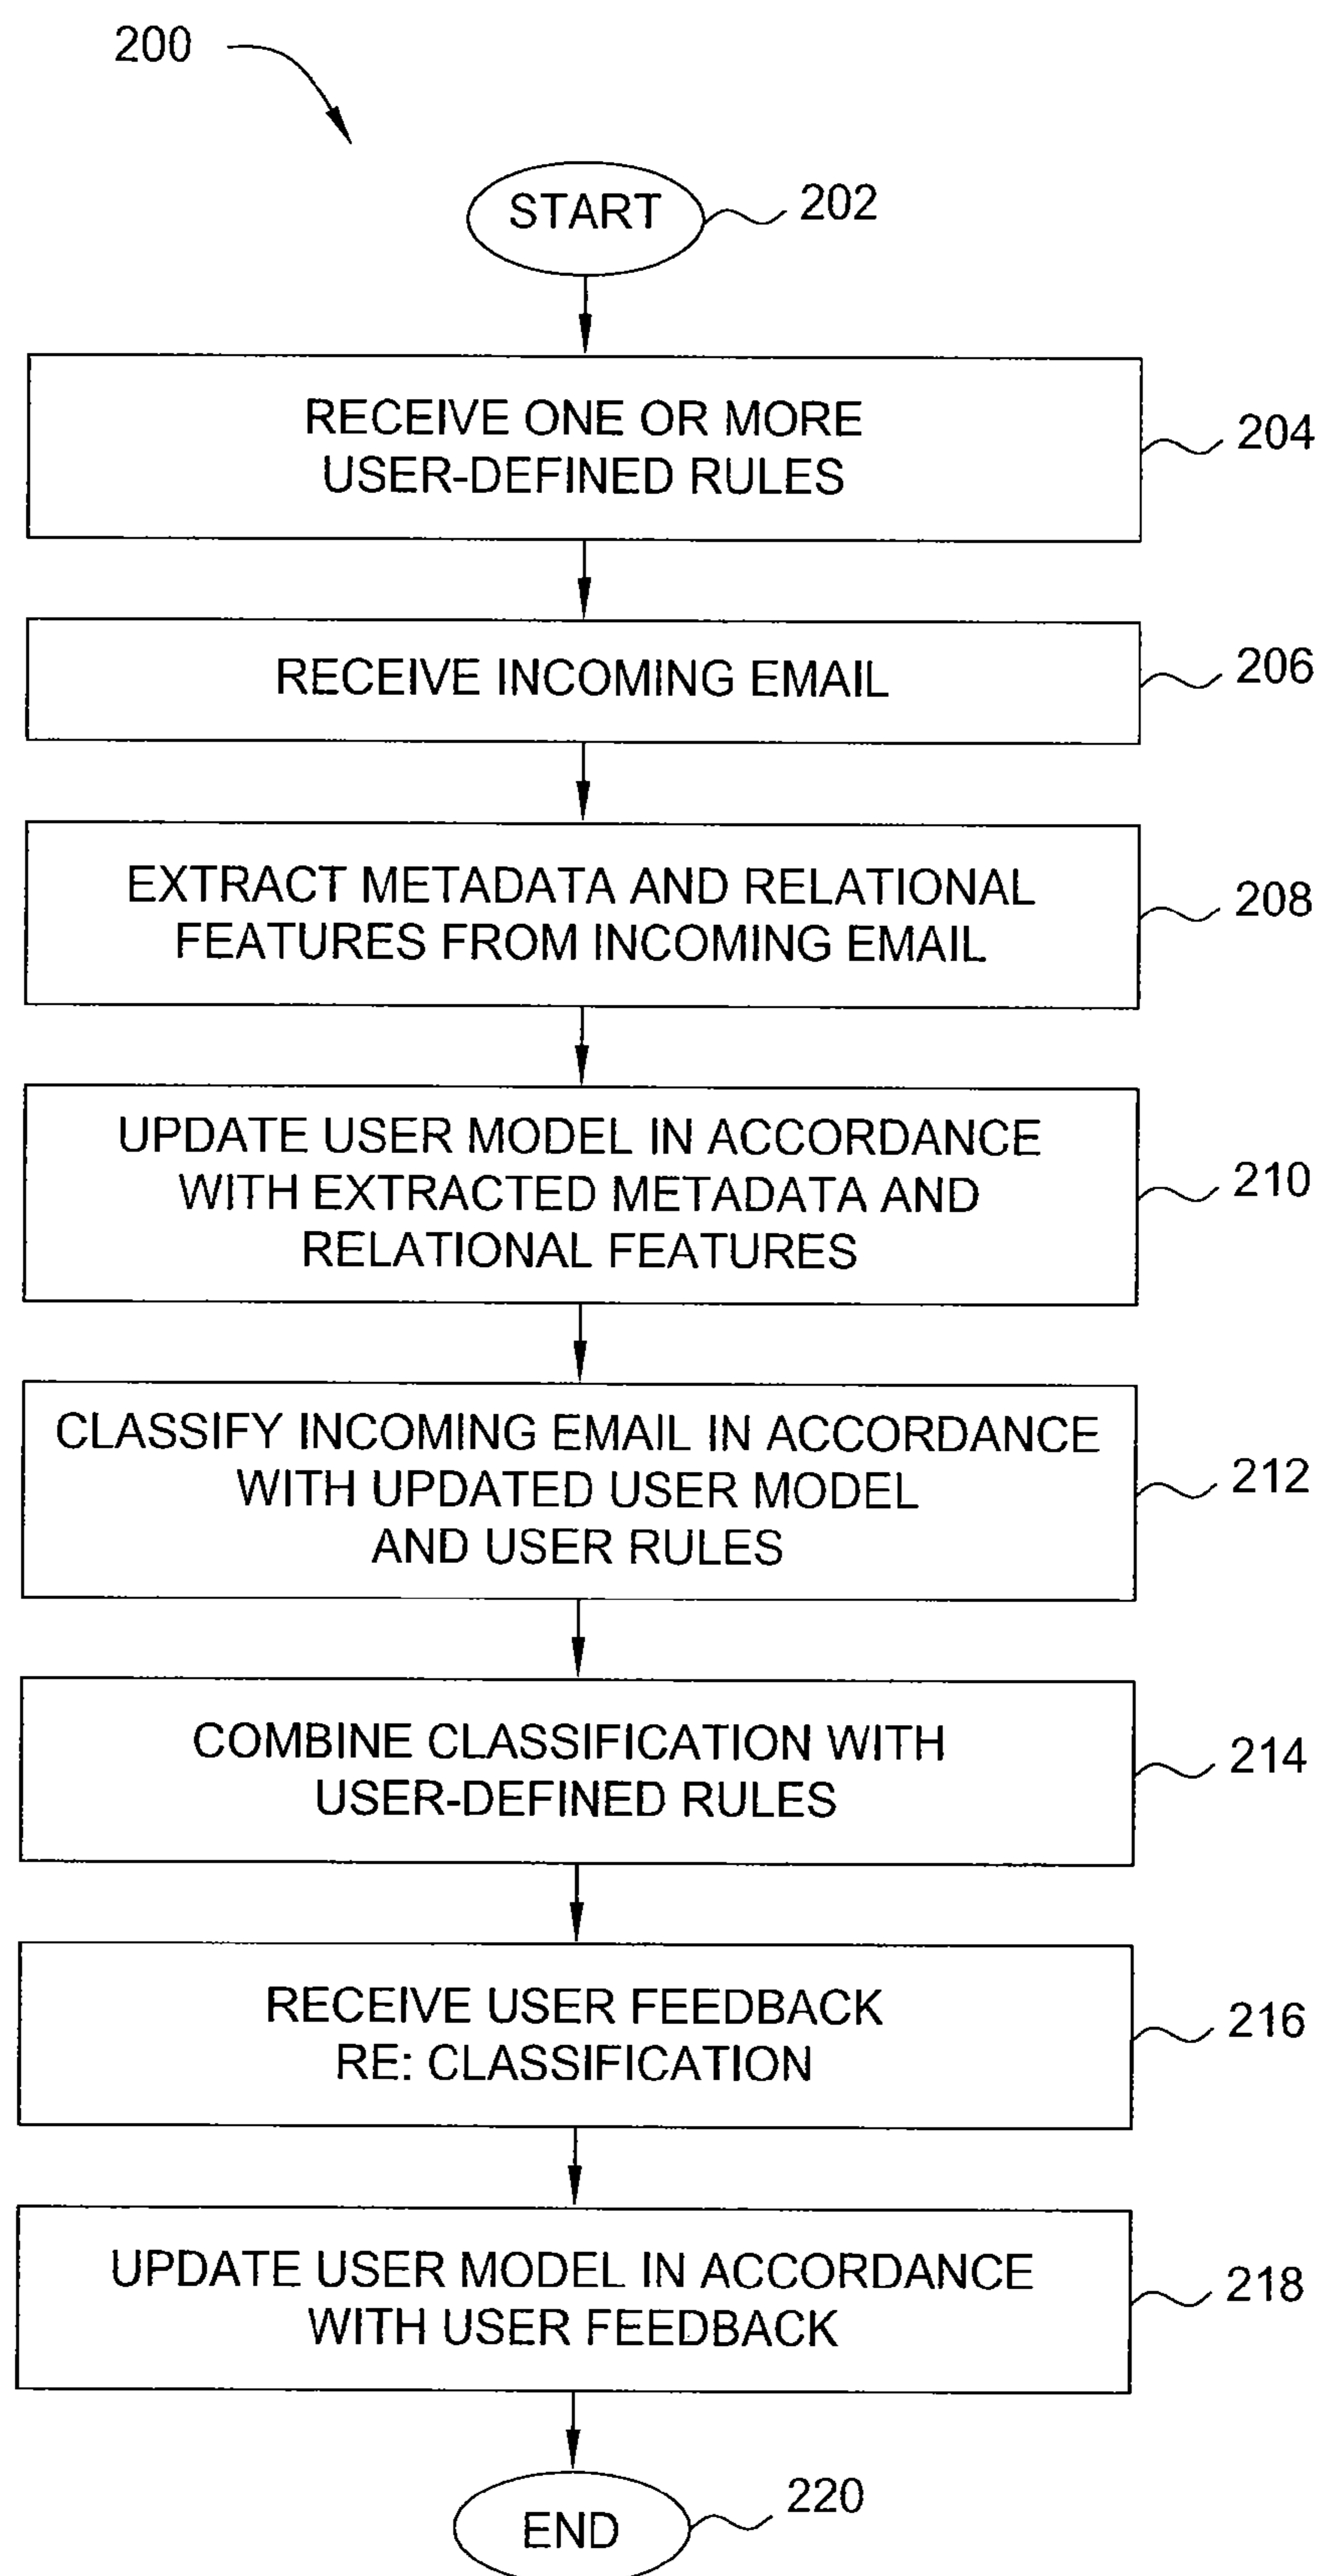 200
START
202
RECEIVE ONE OR MORE
USER-DEFINED RULES
204
RECEIVE INCOMING EMAIL
206
EXTRACT METADATA AND RELATIONAL
FEATURES FROM INCOMING EMAIL
208
UPDATE USER MODEL IN ACCORDANCE
WITH EXTRACTED METADATA AND
RELATIONAL FEATURES
210
CLASSIFY INCOMING EMAIL IN ACCORDANCE
WITH UPDATED USER MODEL
AND USER RULES
212
COMBINE CLASSIFICATION WITH
USER-DEFINED RULES
214
RECEIVE USER FEEDBACK
RE: CLASSIFICATION
216
UPDATE USER MODEL IN ACCORDANCE
WITH USER FEEDBACK
218
END
220